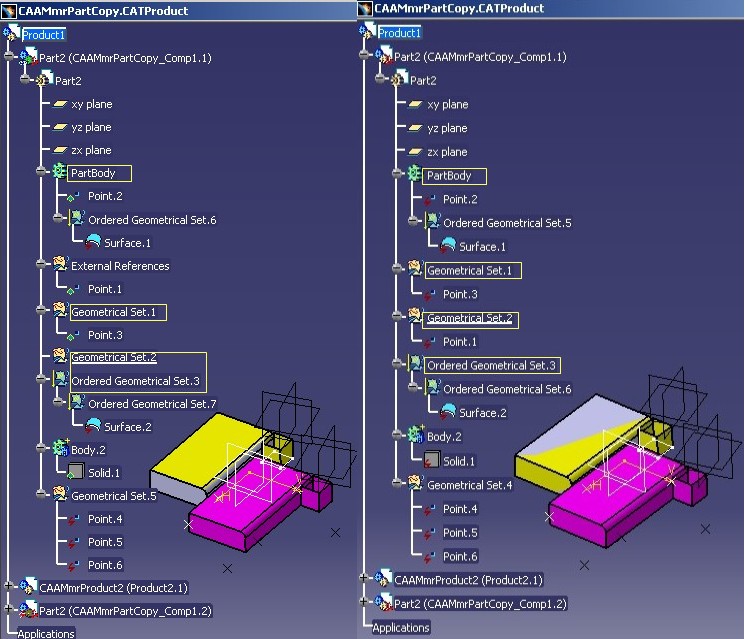 CAAMmrPartCopy.CATProduct
Product1
Part2 (CAAMmrPartCopy_Comp1.1)
Part2
xy plane
yz plane
zx plane
PartBody
Point.2
Ordered Geometrical Set.6
Surface.1
External References
Point.1
Geometrical Set.1
Point.3
Geometrical Set.2
Ordered Geometrical Set.3
Ordered Geometrical Set.7
Surface.2
Body.2
Solid.1
Geometrical Set.5
Point.4
Point.5
Point.6
CAAMmrProduct2 (Product2.1)
Part2 (CAAMmrPartCopy_Comp1.2)
Applications
H
V
CAAMmrPartCopy.CATProduct
Product1
Part2 (CAAMmrPartCopy_Comp1.1)
Part2
xy plane
yz plane
zx plane
PartBody
Point.2
Ordered Geometrical Set.5
Surface.1
Geometrical Set.1
Point.3
Geometrical Set.2
Point.1
Ordered Geometrical Set.3
Ordered Geometrical Set.6
Surface.2
Body.2
Solid.1
Geometrical Set.4
Point.4
Point.5
Point.6
CAAMmrProduct2 (Product2.1)
Part2 (CAAMmrPartCopy_Comp1.2)
Applications
H
V